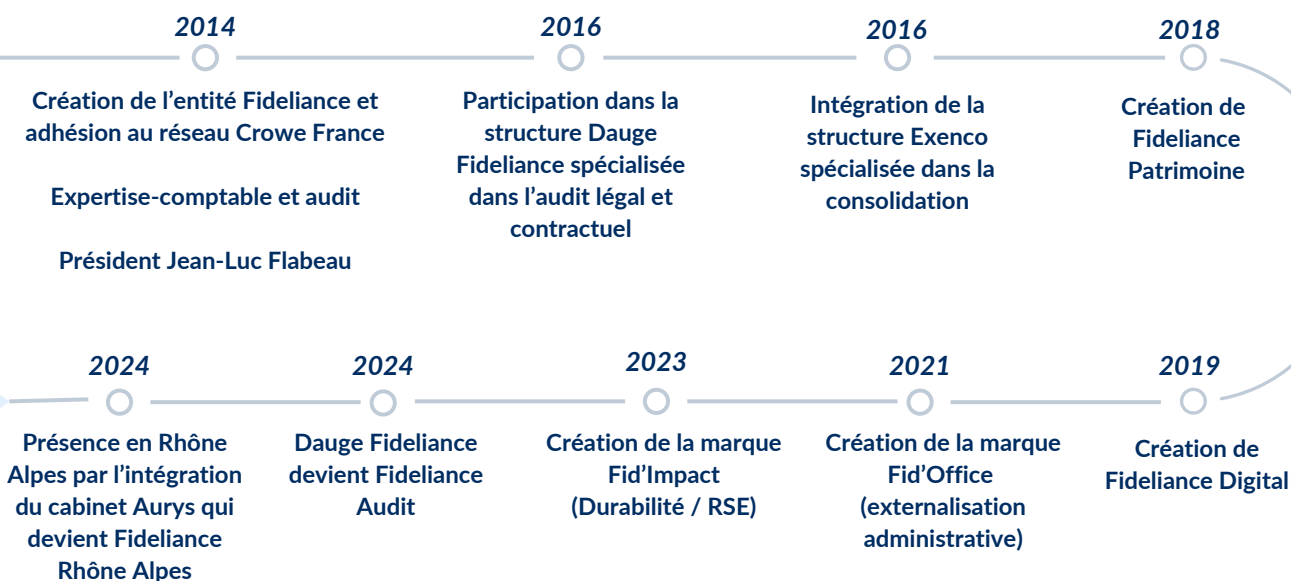 2014
Création de l'entité Fideliance et
adhésion au réseau Crowe France
Expertise-comptable et audit
Président Jean-Luc Flabeau
2016
Participation dans la
structure Dauge
Fideliance spécialisée
dans l'audit légal et
contractuel
2016
Intégration de la
structure Exenco
spécialisée dans la
consolidation
2018
Création de
Fideliance
Patrimoine
2019
Création de
Fideliance Digital
2021
Création de la marque
Fid'Office
(externalisation
administrative)
2023
Création de la marque
Fid'Impact
(Durabilité / RSE)
2024
Dauge Fideliance
devient Fideliance
Audit
2024
Présence en Rhône
Alpes par l'intégration
du cabinet Aurys qui
devient Fideliance
Rhône Alpes